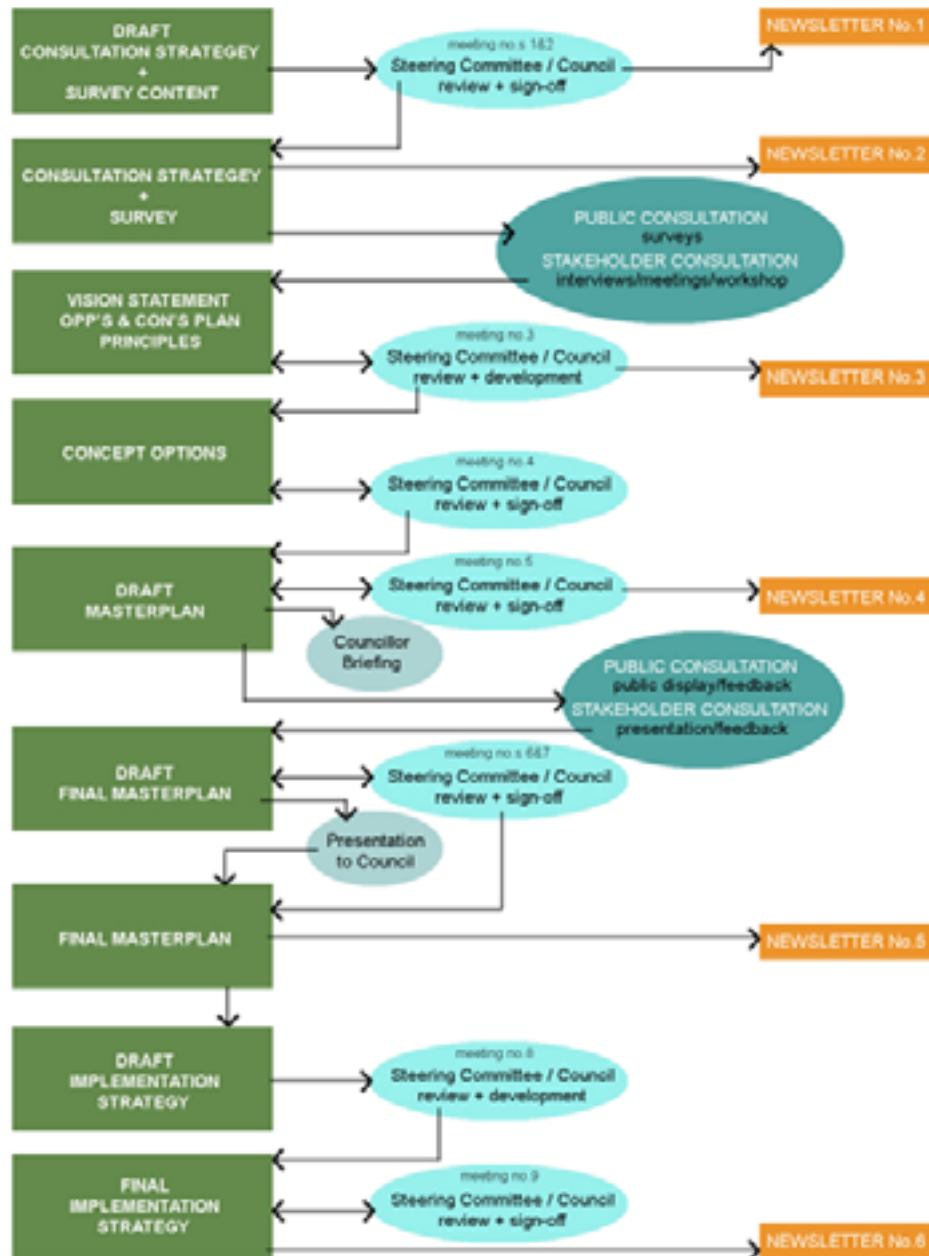 DRAFT
CONSULTATION STRATEGEY
+
SURVEY CONTENT
meeting no.s 1&2
Steering Committee / Council
review + sign-off
NEWSLETTER No.1
CONSULTATION STRATEGEY
+
SURVEY
NEWSLETTER No.2
PUBLIC CONSULTATION
surveys
STAKEHOLDER CONSULTATION
interviews/meetings/workshop
VISION STATEMENT
OPP'S & CON'S PLAN
PRINCIPLES
meeting no.3
Steering Committee / Council
review + development
NEWSLETTER No.3
CONCEPT OPTIONS
meeting no.4
Steering Committee / Council
review + sign-off
DRAFT
MASTERPLAN
meeting no.5
Steering Committee / Council
review + sign-off
NEWSLETTER No.4
Councillor
Briefing
PUBLIC CONSULTATION
public display/feedback
STAKEHOLDER CONSULTATION
presentation/feedback
DRAFT
FINAL MASTERPLAN
meeting no.s 6&7
Steering Committee / Council
review + sign-off
Presentation
to Council
FINAL MASTERPLAN
NEWSLETTER No.5
DRAFT
IMPLEMENTATION
STRATEGY
meeting no.8
Steering Committee / Council
review + development
FINAL
IMPLEMENTATION
STRATEGY
meeting no.9
Steering Committee / Council
review + sign-off
NEWSLETTER No.6